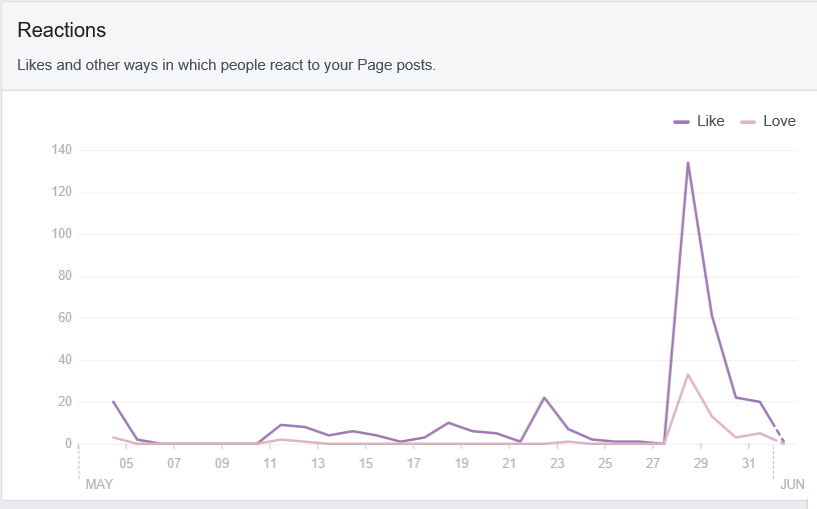 Reactions
Likes and other ways in which people react to your Page posts.
Like Love
140
120
100
80
60
40
20
0
05 07 09 11 13 15 17 19 21 23 25 27 29 31
MAY JUN